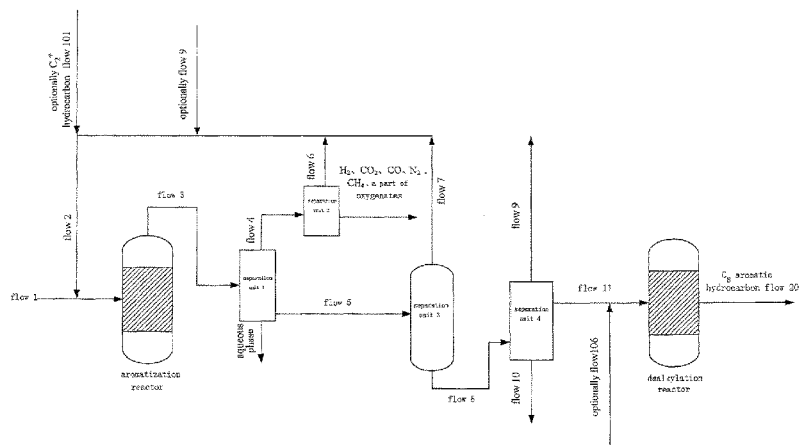 optionally C₂⁺
hydrocarbon flow 101
optionally flow 9
flow 2
flow 1
aromatization
reactor
flow 3
separation
unit 1
aqueous
phase
flow 4
separation
unit 2
flow 6
H₂、CO₂、CO、N₂、
CH₄、a part of
oxygenates
flow 5
flow 7
separation
unit 3
flow 8
separation
unit 4
flow 9
flow 10
flow 11
optionally flow106
dealkylation
reactor
C₈ aromatic
hydrocarbon flow 20